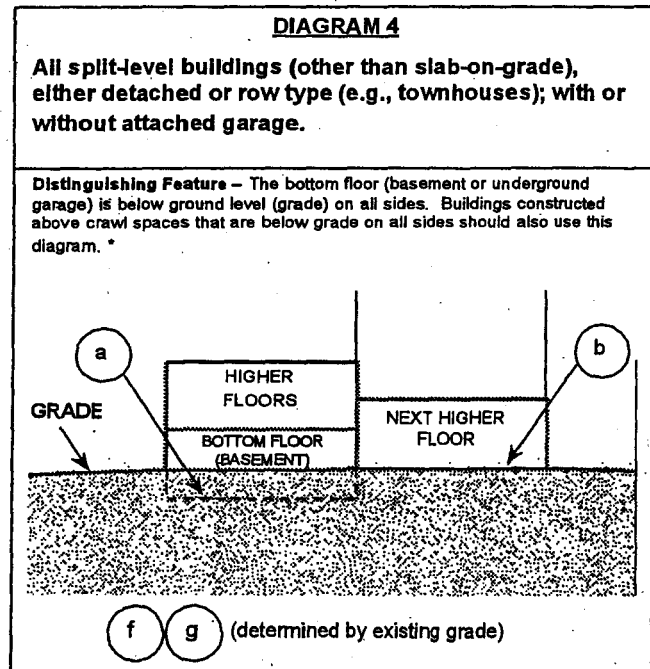 DIAGRAM 4
All split-level buildings (other than slab-on-grade),
either detached or row type (e.g., townhouses); with or
without attached garage.
Distinguishing Feature – The bottom floor (basement or underground
garage) is below ground level (grade) on all sides. Buildings constructed
above crawl spaces that are below grade on all sides should also use this
diagram. *
a
b
HIGHER
FLOORS
GRADE
NEXT HIGHER
FLOOR
BOTTOM FLOOR
(BASEMENT)
f g (determined by existing grade)